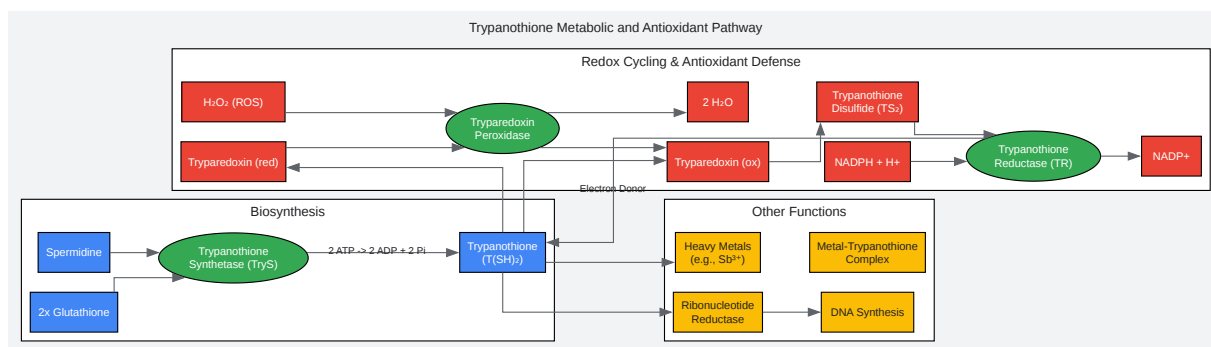 Trypanothione Metabolic and Antioxidant Pathway
Redox Cycling & Antioxidant Defense
H₂O₂ (ROS)
Tryparedoxin
Peroxidase
2 H₂O
Trypanothione
Disulfide (TS₂)
Tryparedoxin (red)
Tryparedoxin (ox)
NADPH + H+
Trypanothione
Reductase (TR)
NADP+
Electron Donor
Biosynthesis
Spermidine
Trypanothione
Synthetase (TryS)
2 ATP -> 2 ADP + 2 Pi
Trypanothione
(T(SH)₂)
2x Glutathione
Other Functions
Heavy Metals
(e.g., Sb³⁺)
Metal-Trypanothione
Complex
Ribonucleotide
Reductase
DNA Synthesis